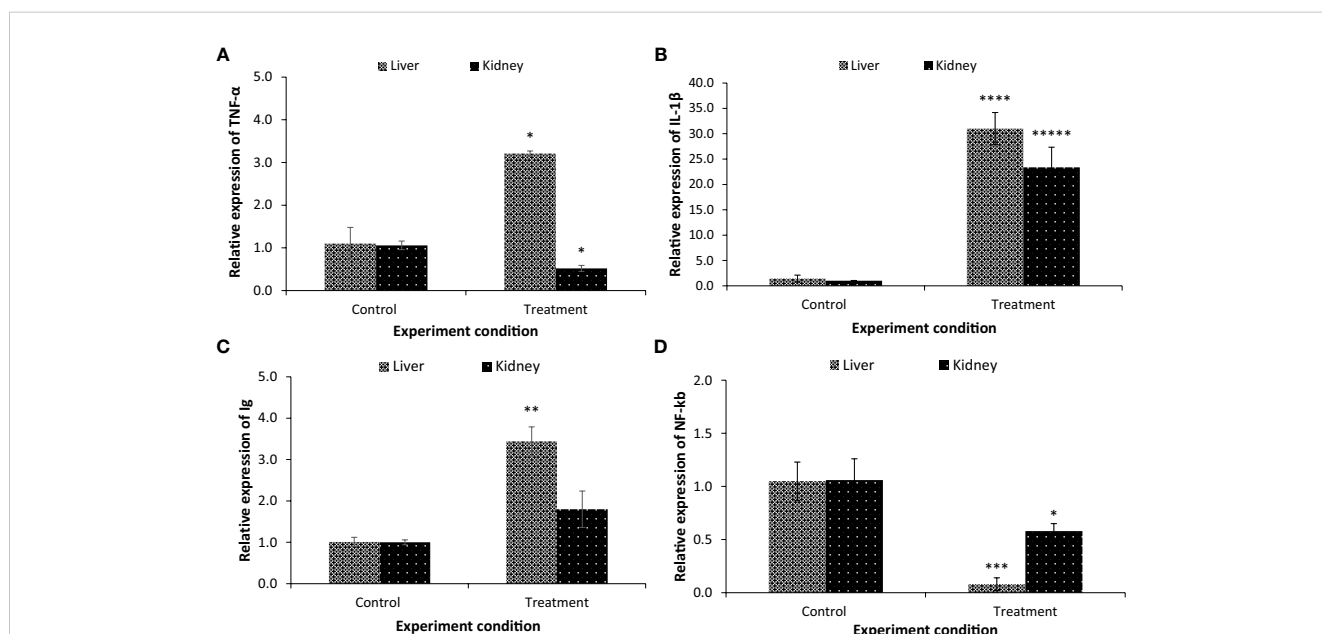 A
Liver Kidney
Relative expression of TNF-α
5.0
4.0
3.0
2.0
1.0
0.0
*
*
Control Treatment
Experiment condition
B
Liver Kidney
Relative expression of IL-1β
40.0
35.0
30.0
25.0
20.0
15.0
10.0
5.0
0.0
****
*****
Control Treatment
Experiment condition
C
Liver Kidney
Relative expression of Ig
5.0
4.0
3.0
2.0
1.0
0.0
**
Control Treatment
Experiment condition
D
Liver Kidney
Relative expression of NF-kb
2.0
1.5
1.0
0.5
0.0
***
*
Control Treatment
Experiment condition